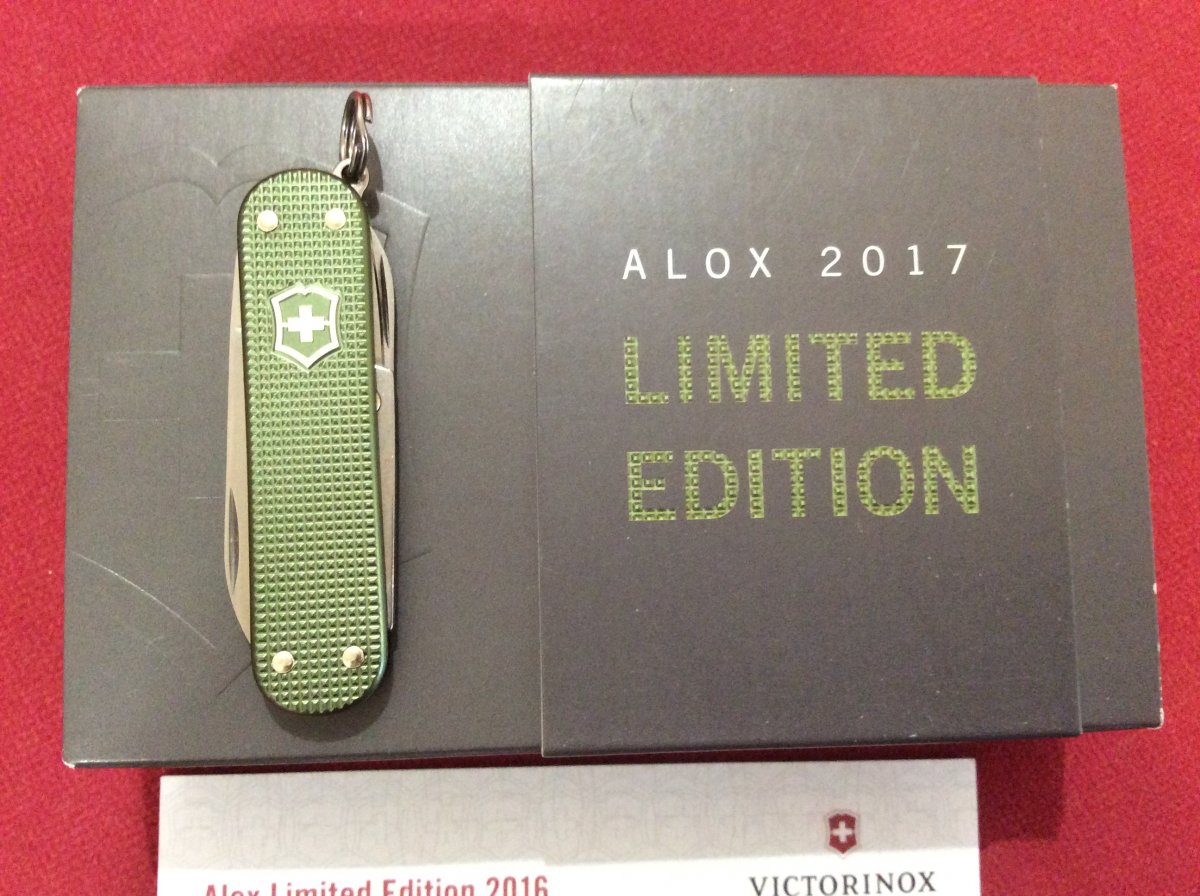 ALOX 2017
LIMITED
EDITION
Alox Limited Edition 2016
VICTORINOX